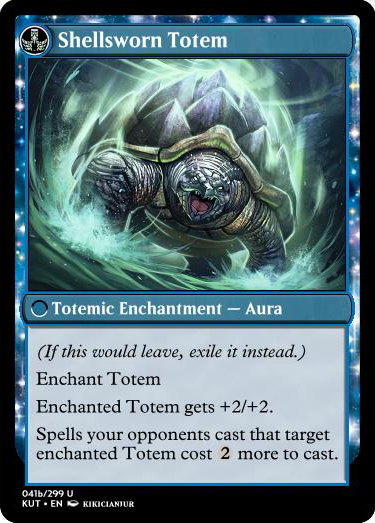 Shellsworn Totem
Totemic Enchantment — Aura
(If this would leave, exile it instead.)
Enchant Totem
Enchanted Totem gets +2/+2.
Spells your opponents cast that target
enchanted Totem cost 2 more to cast.
041b/299 U
KUT • EN KIKICIANJUR